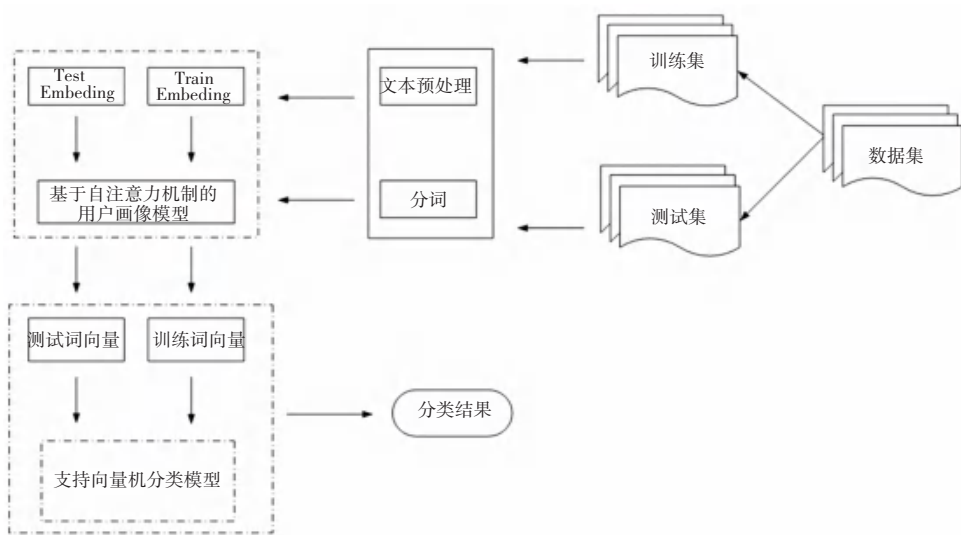 Test
Embeding
Train
Embeding
文本预处理
训练集
数据集
基于自注意力机制的
用户画像模型
分词
测试集
测试词向量
训练词向量
分类结果
支持向量机分类模型